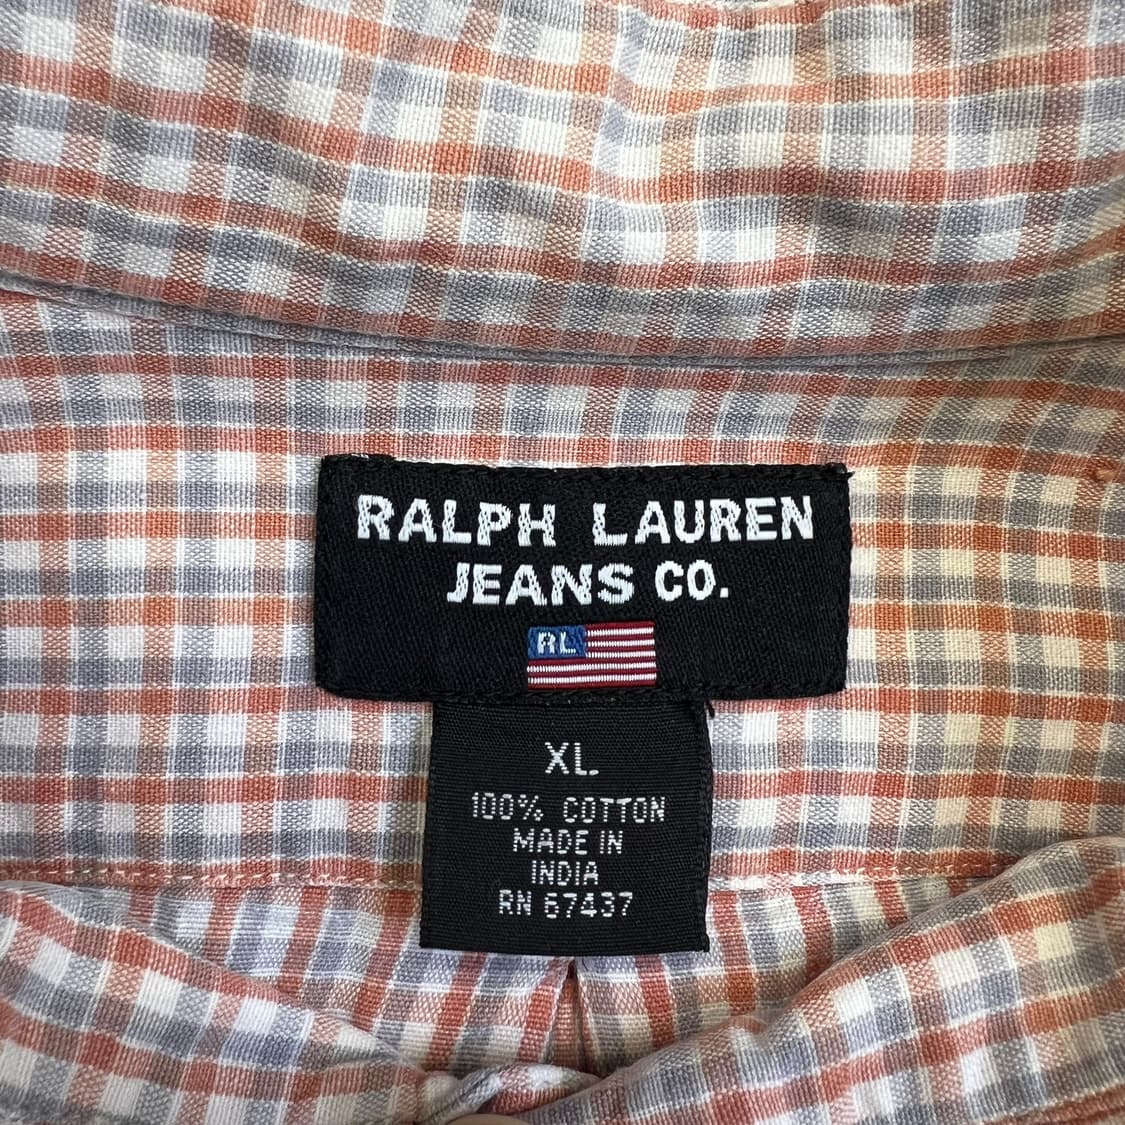 RALPH LAUREN
JEANS CO.
RL
XL
100% COTTON
MADE IN
INDIA
RN 67437